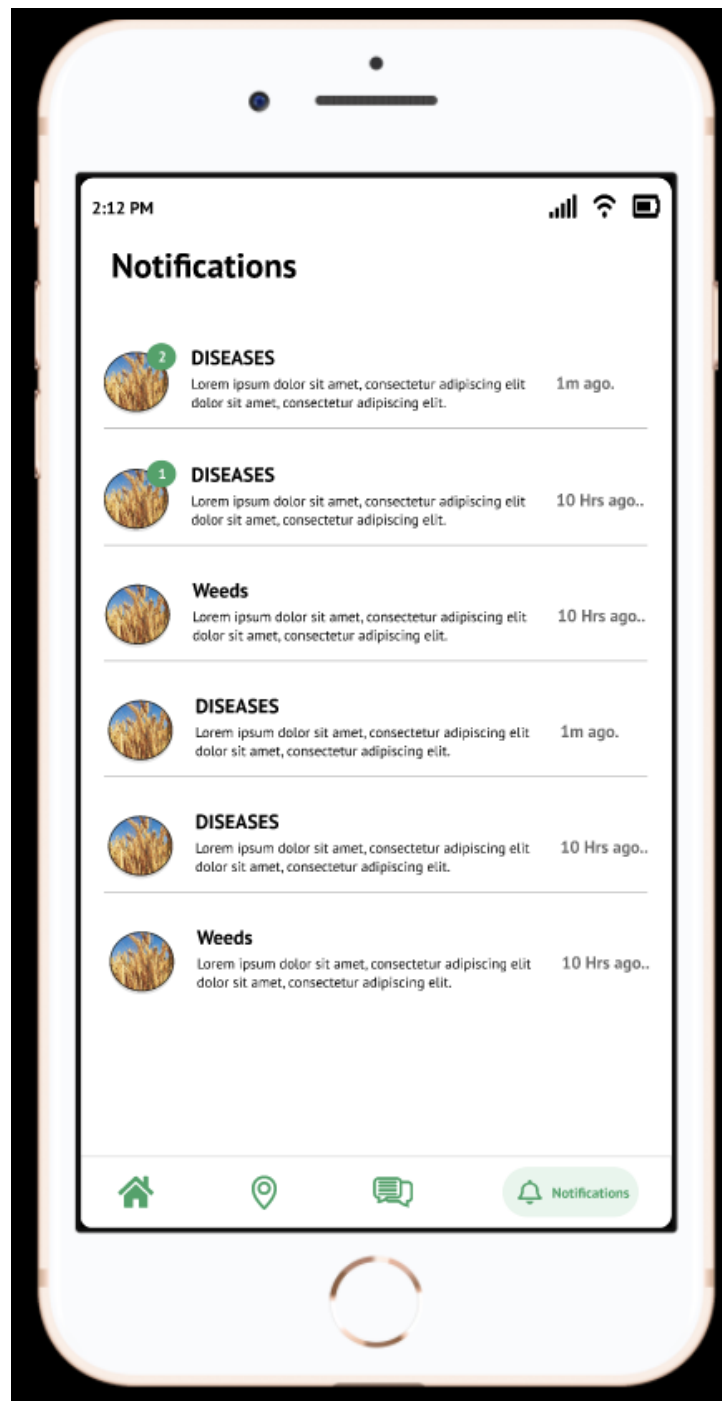 2:12 PM
Notifications
2
DISEASES
Lorem ipsum dolor sit amet, consectetur adipiscing elit
dolor sit amet, consectetur adipiscing elit.
1m ago.
1
DISEASES
Lorem ipsum dolor sit amet, consectetur adipiscing elit
dolor sit amet, consectetur adipiscing elit.
10 Hrs ago..
Weeds
Lorem ipsum dolor sit amet, consectetur adipiscing elit
dolor sit amet, consectetur adipiscing elit.
10 Hrs ago..
DISEASES
Lorem ipsum dolor sit amet, consectetur adipiscing elit
dolor sit amet, consectetur adipiscing elit.
1m ago.
DISEASES
Lorem ipsum dolor sit amet, consectetur adipiscing elit
dolor sit amet, consectetur adipiscing elit.
10 Hrs ago..
Weeds
Lorem ipsum dolor sit amet, consectetur adipiscing elit
dolor sit amet, consectetur adipiscing elit.
10 Hrs ago..
Notifications